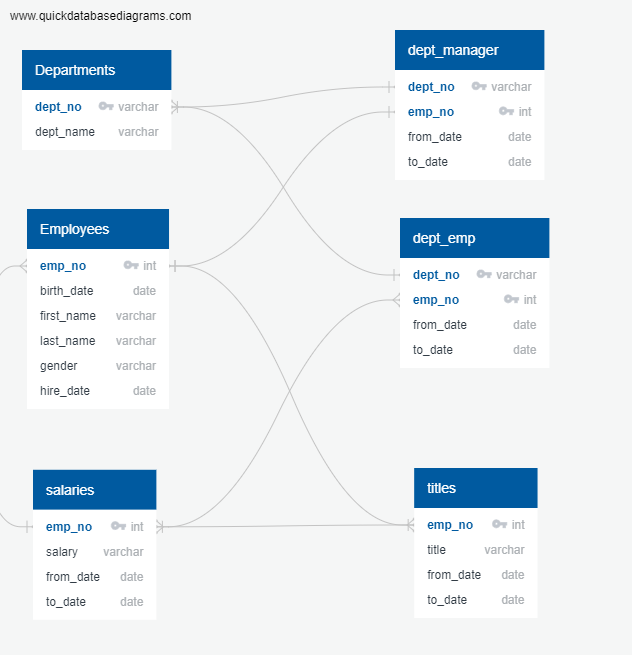 www.quickdatabasediagrams.com
Departments
dept_no varchar
dept_name varchar
dept_manager
dept_no varchar
emp_no int
from_date date
to_date date
Employees
emp_no int
birth_date date
first_name varchar
last_name varchar
gender varchar
hire_date date
dept_emp
dept_no varchar
emp_no int
from_date date
to_date date
salaries
emp_no int
salary varchar
from_date date
to_date date
titles
emp_no int
title varchar
from_date date
to_date date